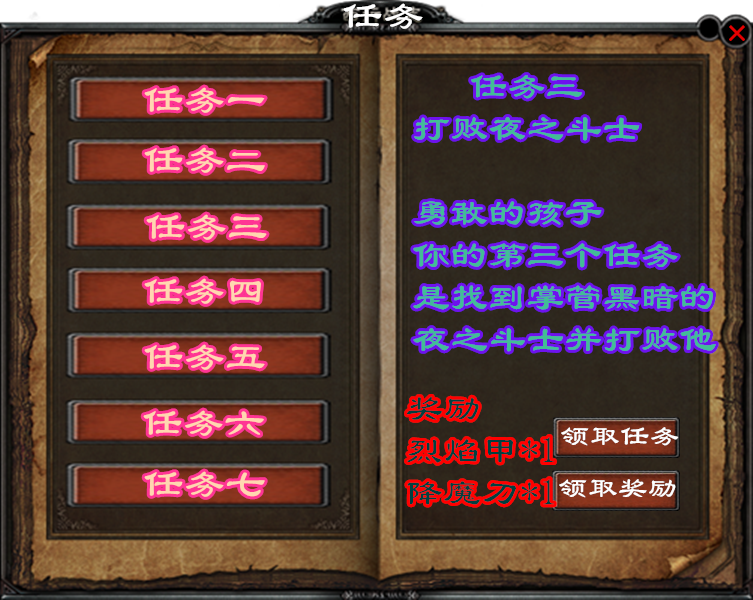 任务
任务一
任务二
任务三
任务四
任务五
任务六
任务七
任务三
打败夜之斗士
勇敢的孩子
你的第三个任务
是找到掌管黑暗的
夜之斗士并打败他
奖励
烈焰甲*1
领取任务
降魔刀*1
领取奖励